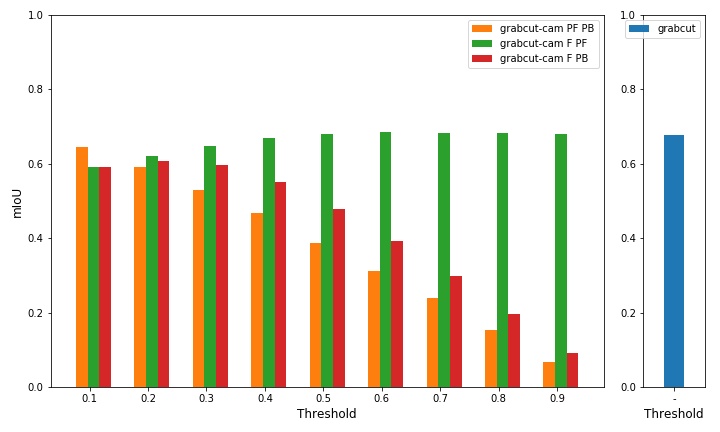 1.0
0.8
0.6
0.4
0.2
0.0
mIoU
0.1 0.2 0.3 0.4 0.5 0.6 0.7 0.8 0.9
Threshold
grabcut-cam PF PB
grabcut-cam F PF
grabcut-cam F PB
1.0
0.8
0.6
0.4
0.2
0.0
grabcut
-
Threshold